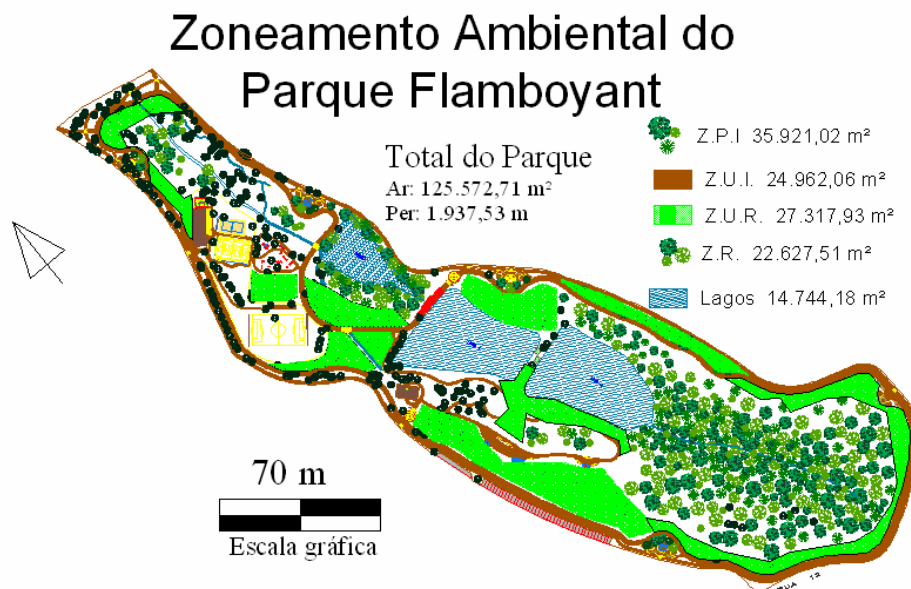 Zoneamento Ambiental do
Parque Flamboyant
Total do Parque
Ar: 125.572,71 m²
Per: 1.937,53 m
Z.P.I 35.921,02 m²
Z.U.I. 24.962,06 m²
Z.U.R. 27.317,93 m²
Z.R. 22.627,51 m²
Lagos 14.744,18 m²
70 m
Escala gráfica
RUA 12